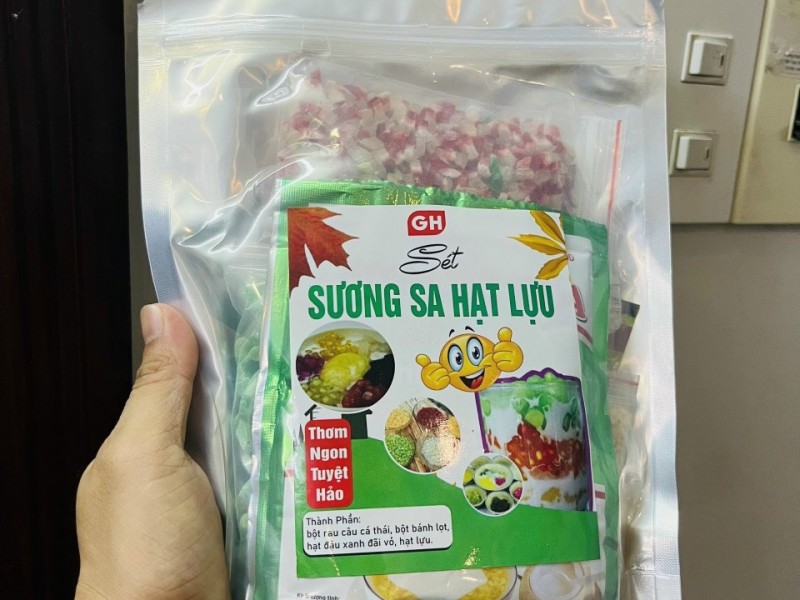 GH
Sét
SƯƠNG SA HẠT LỰU
Thơm
Ngon
Tuyệt
Hảo
Thành Phần:
bột rau câu cá thái, bột bánh lọt,
hạt đậu xanh đãi vỏ, hạt lựu.